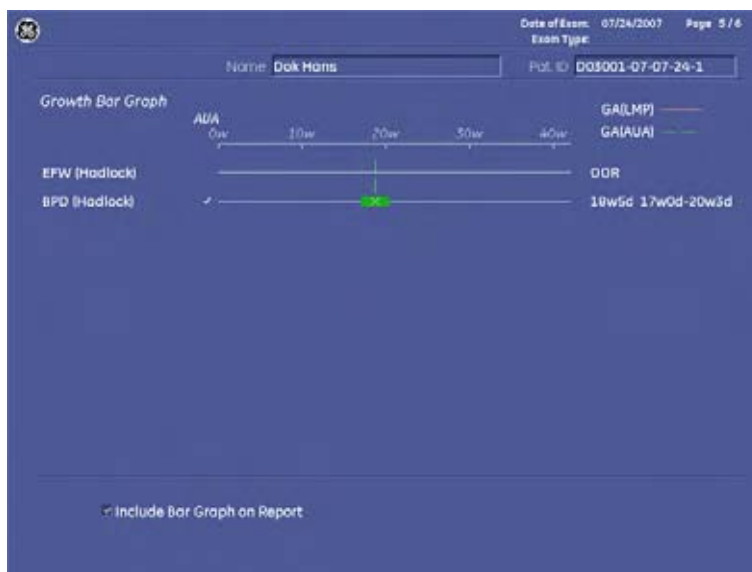 Date of Exam: 07/24/2007 Page 5/6
Exam Type:
Name Dok Hans Pat. ID D03001-07-07-24-1
Growth Bar Graph
GA(LMP)
AUA
0w 10w 20w 30w 40w
GA(AUA)
EFW (Hadlock) OOR
BPD (Hadlock) 18w5d 17w0d-20w3d
Include Bar Graph on Report